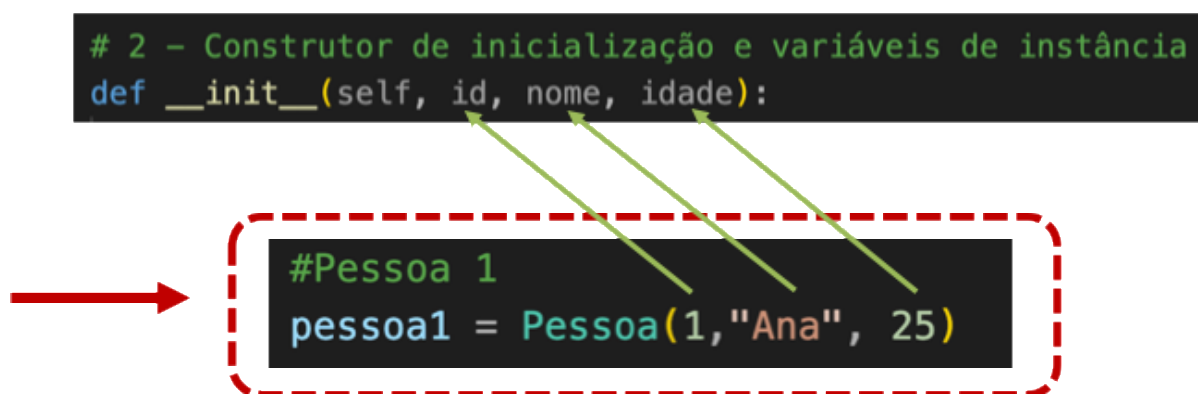 # 2 – Construtor de inicialização e variáveis de instância
def __init__(self, id, nome, idade):
#Pessoa 1
pessoa1 = Pessoa(1,"Ana", 25)